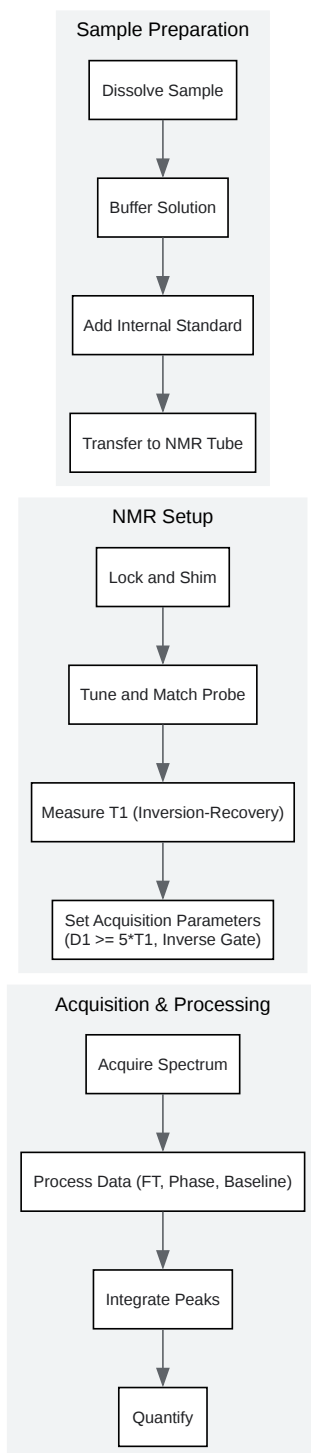 Sample Preparation
Dissolve Sample
Buffer Solution
Add Internal Standard
Transfer to NMR Tube
NMR Setup
Lock and Shim
Tune and Match Probe
Measure T1 (Inversion-Recovery)
Set Acquisition Parameters
(D1 >= 5*T1, Inverse Gate)
Acquisition & Processing
Acquire Spectrum
Process Data (FT, Phase, Baseline)
Integrate Peaks
Quantify